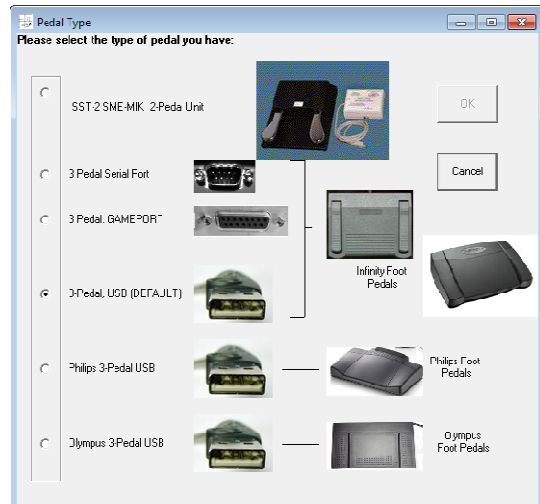 Pedal Type
Please select the type of pedal you have:
SST-2 SME-MIK 2-Peda Unit
OK
3 Pedal Serial Port
Cancel
3 Pedal, GAMEPORT
Infinity Foot
Pedals
3-Pedal, USB (DEFAULT)
Philips 3-Pedal USB
Philips Foot
Pedals
Olympus 3-Pedal USB
Olympus
Foot Pedals